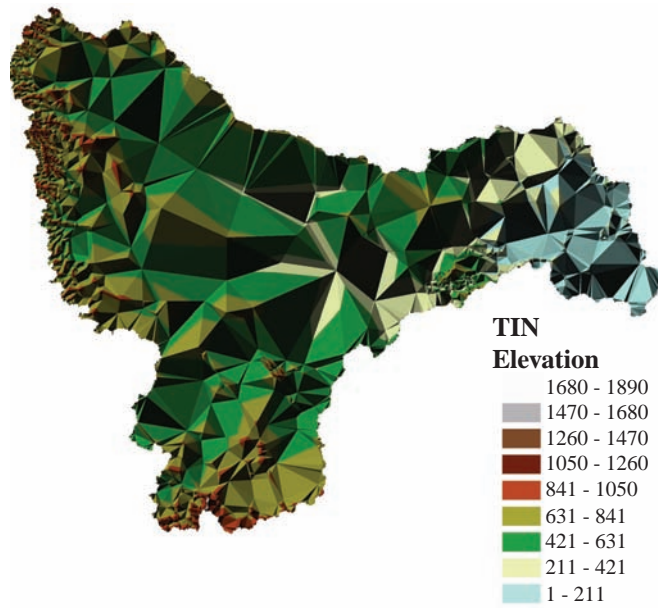 TIN
Elevation
1680 - 1890
1470 - 1680
1260 - 1470
1050 - 1260
841 - 1050
631 - 841
421 - 631
211 - 421
1 - 211